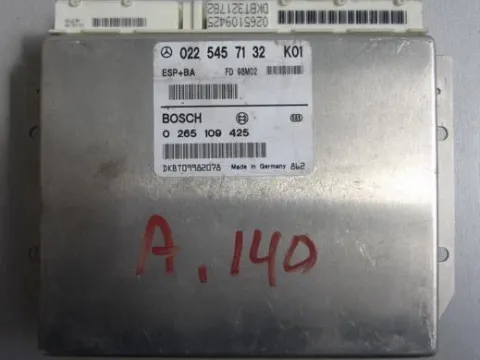 0265109425
DKBT321782
022 545 71 32 K01
ESP+BA FD 98M02
BOSCH
0 265 109 425
DKBT09982078 Made in Germany 862
A.140